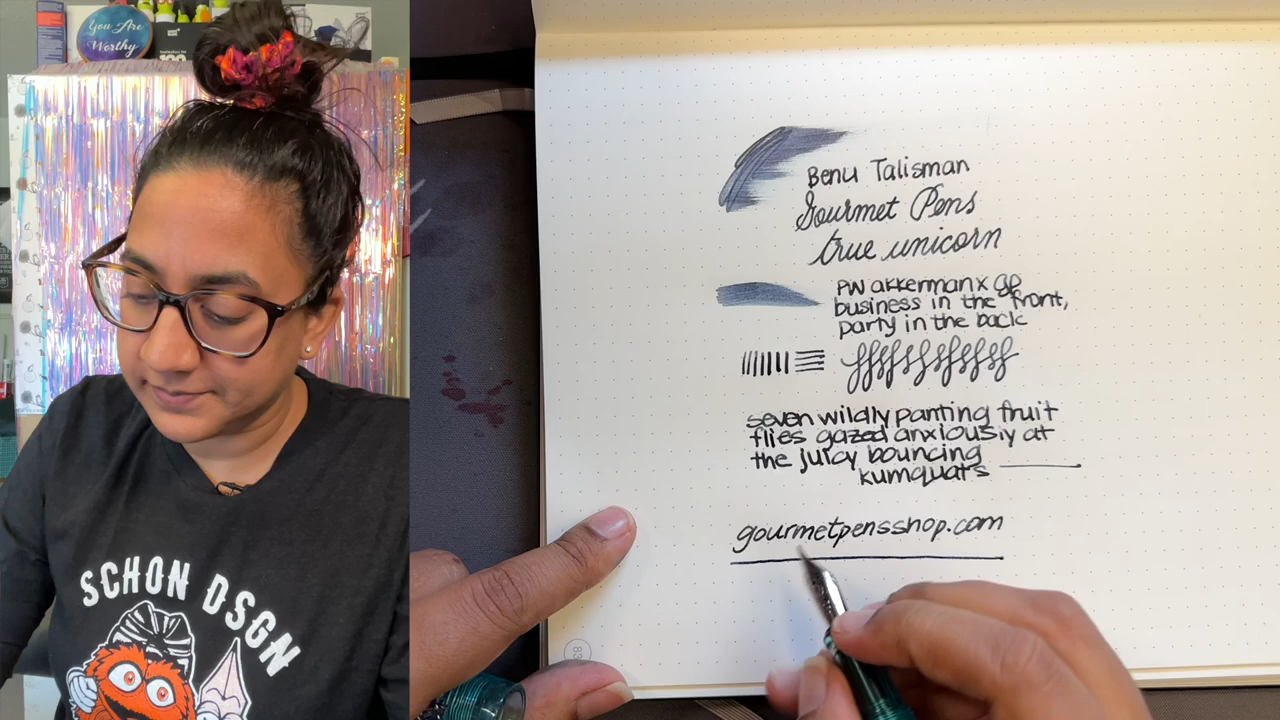 You Are
Worthy
SCHON DSGN
Benu Talisman
Gourmet Pens
true unicorn
PW akkerman x GP
business in the front,
party in the back
seven wildly panting fruit
flies gazed anxiously at
the juicy bouncing
kumquats
gourmetpensshop.com
83